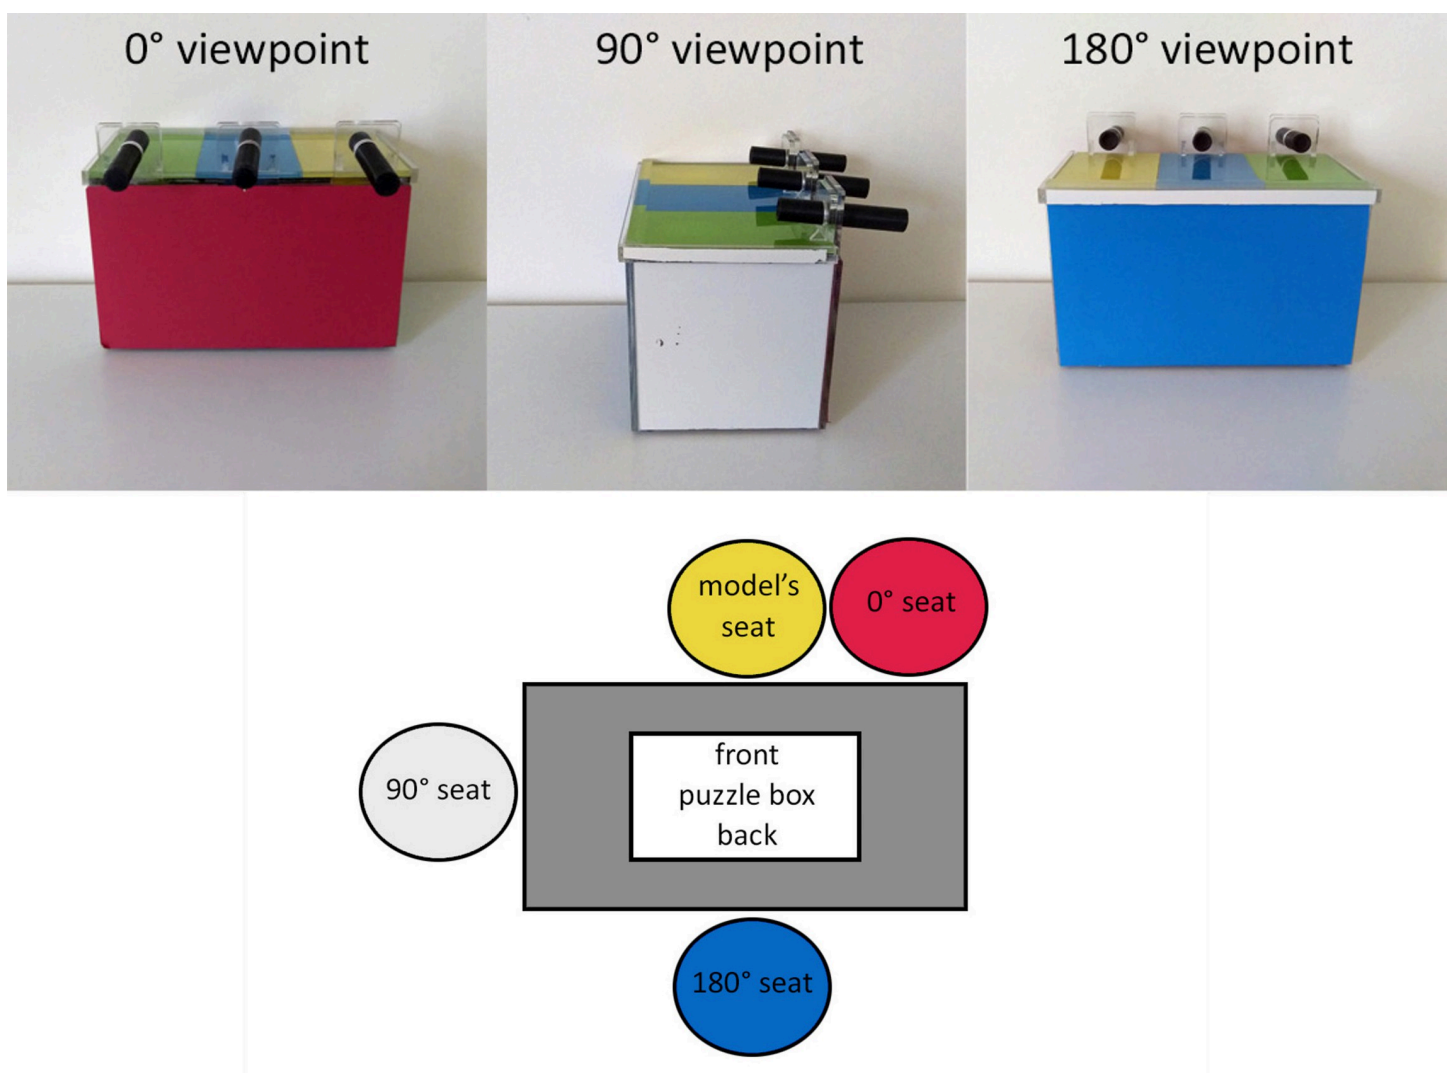 0° viewpoint
90° viewpoint
180° viewpoint
model's
seat
0° seat
90° seat
front
puzzle box
back
180° seat